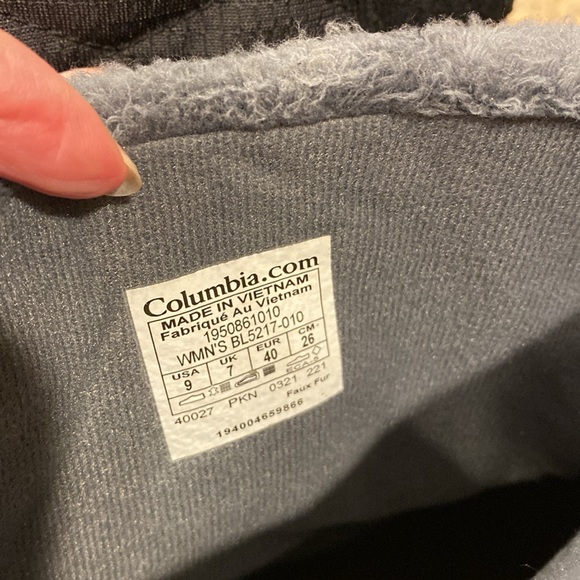 Columbia.com
MADE IN VIETNAM
Fabriqué Au Vietnam
1950861010
WMN'S BL5217-010
USA UK EUR CM
9 7 40 26
ECA
40027 PKN 0321 221
Faux Fur
194004659866